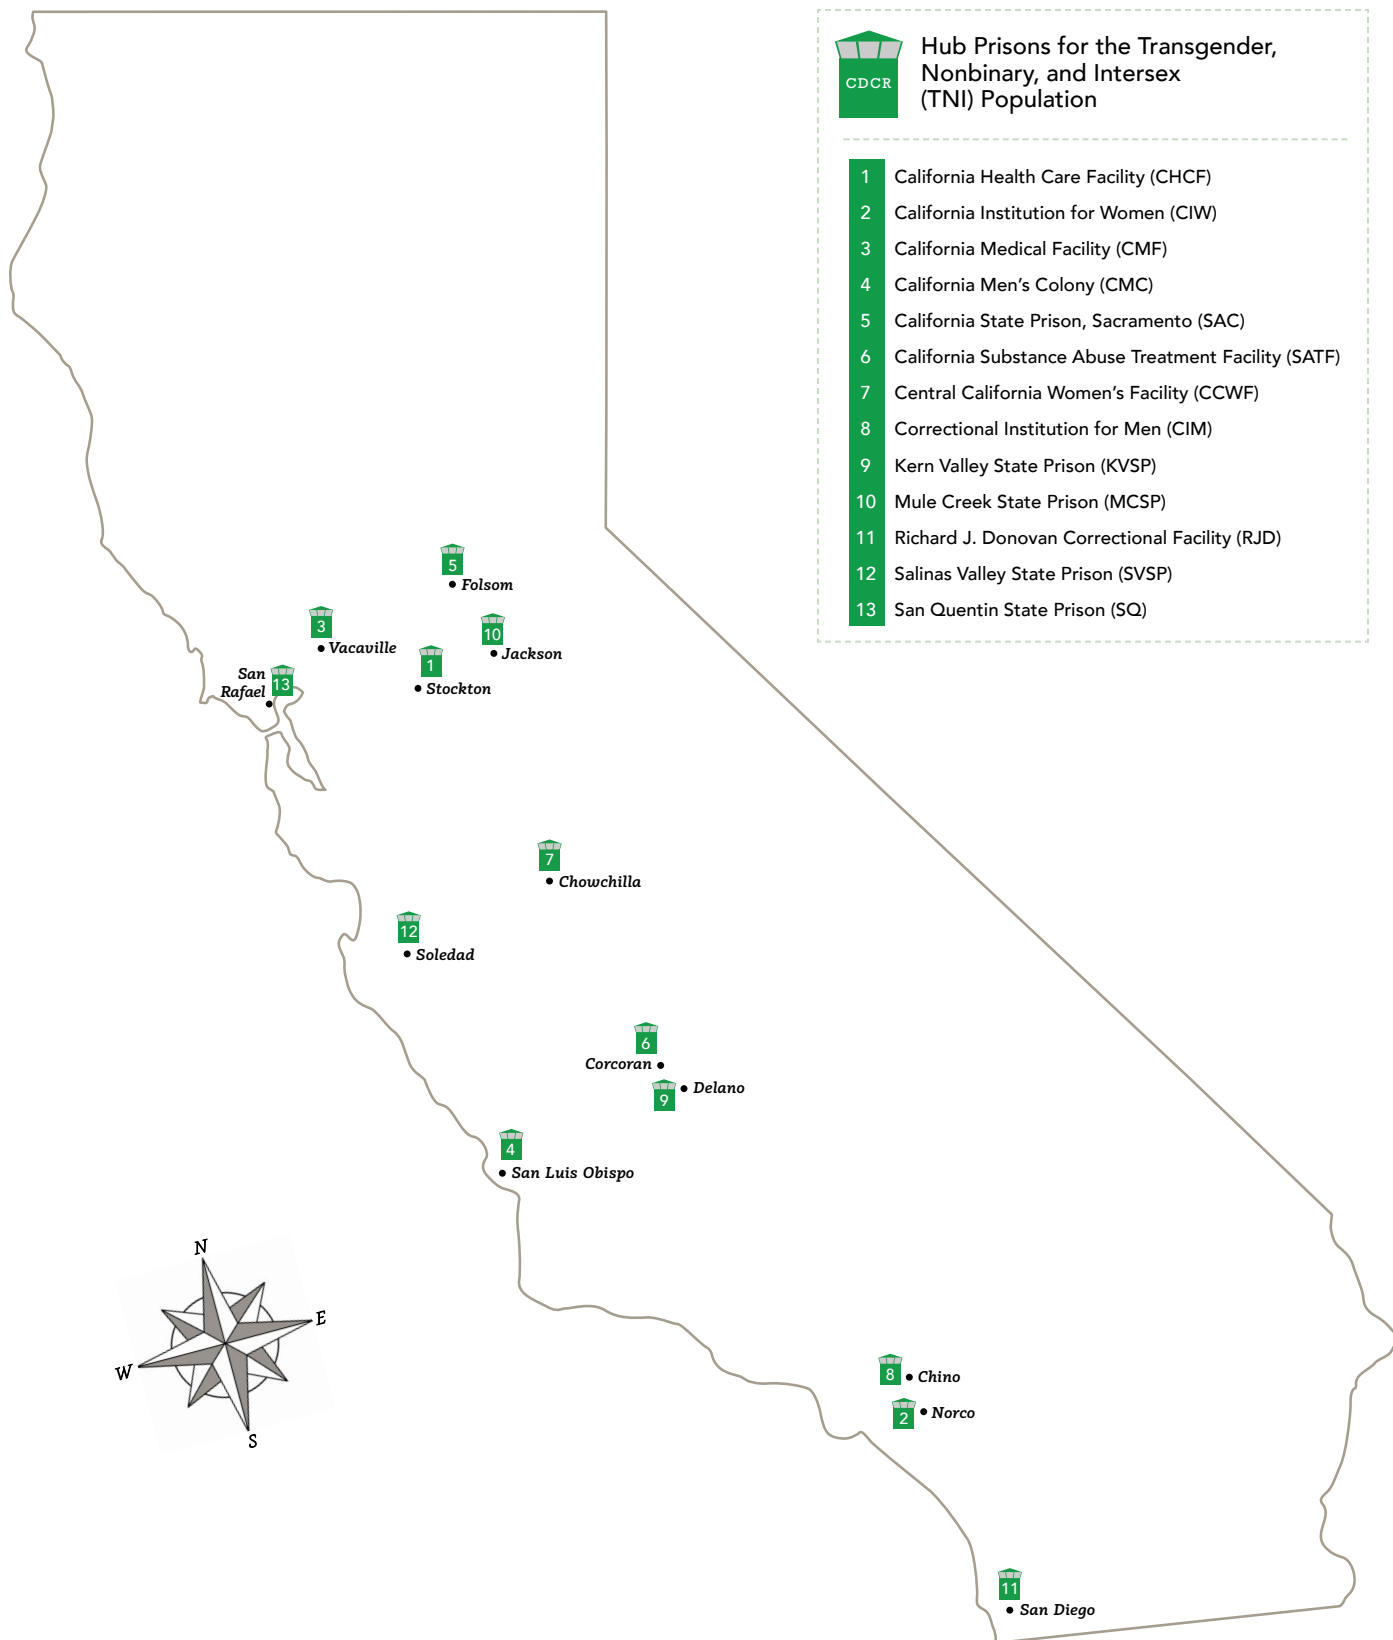 CDCR
Hub Prisons for the Transgender,
Nonbinary, and Intersex
(TNI) Population
1 California Health Care Facility (CHCF)
2 California Institution for Women (CIW)
3 California Medical Facility (CMF)
4 California Men’s Colony (CMC)
5 California State Prison, Sacramento (SAC)
6 California Substance Abuse Treatment Facility (SATF)
7 Central California Women’s Facility (CCWF)
8 Correctional Institution for Men (CIM)
9 Kern Valley State Prison (KVSP)
10 Mule Creek State Prison (MCSP)
11 Richard J. Donovan Correctional Facility (RJD)
12 Salinas Valley State Prison (SVSP)
13 San Quentin State Prison (SQ)
5
Folsom
3
Vacaville
10
Jackson
1
Stockton
13
San
Rafael
7
Chowchilla
12
Soledad
6
Corcoran
9
Delano
4
San Luis Obispo
N
E
W
S
8
Chino
2
Norco
11
San Diego